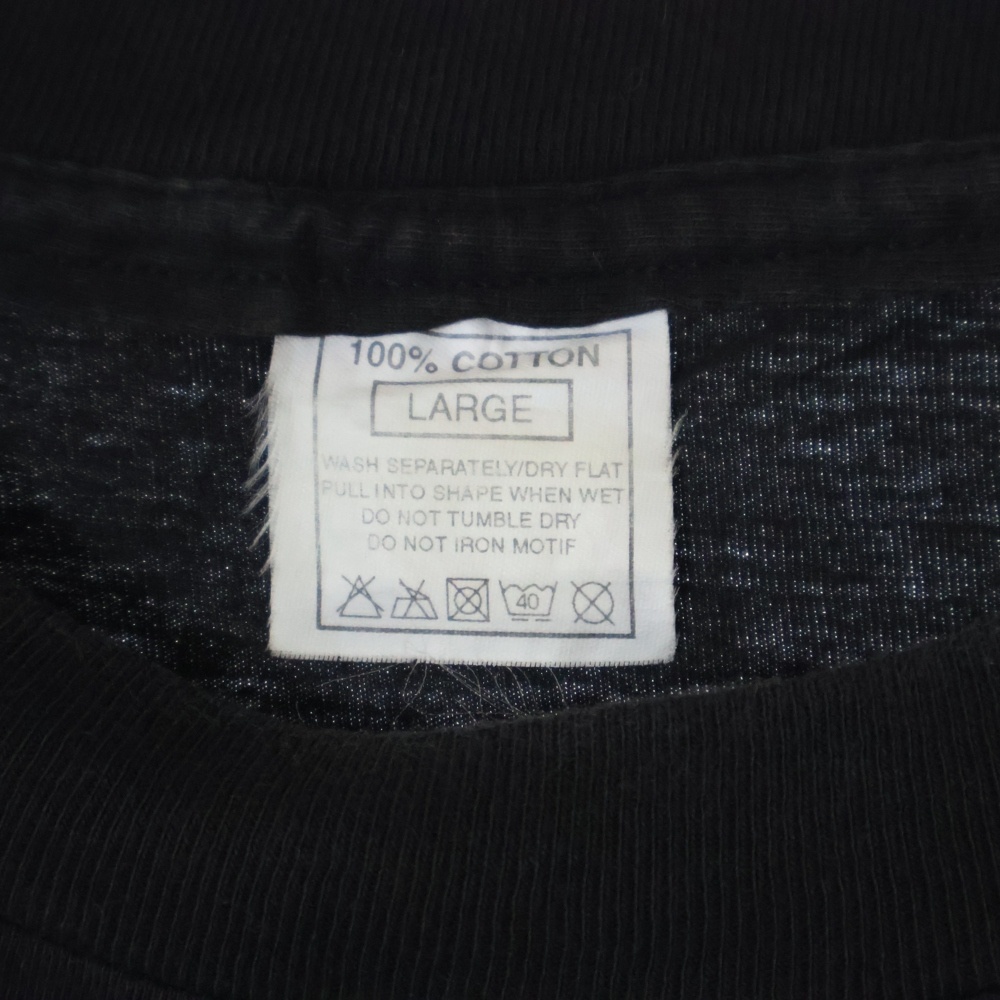 100% COTTON
LARGE
WASH SEPARATELY/DRY FLAT
PULL INTO SHAPE WHEN WET
DO NOT TUMBLE DRY
DO NOT IRON MOTIF
40